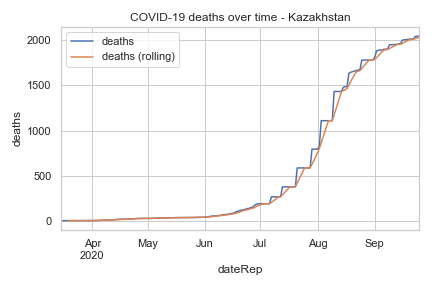 COVID-19 deaths over time - Kazakhstan
deaths
deaths (rolling)
2000
1500
1000
500
0
deaths
Apr
2020
May
Jun
Jul
Aug
Sep
dateRep